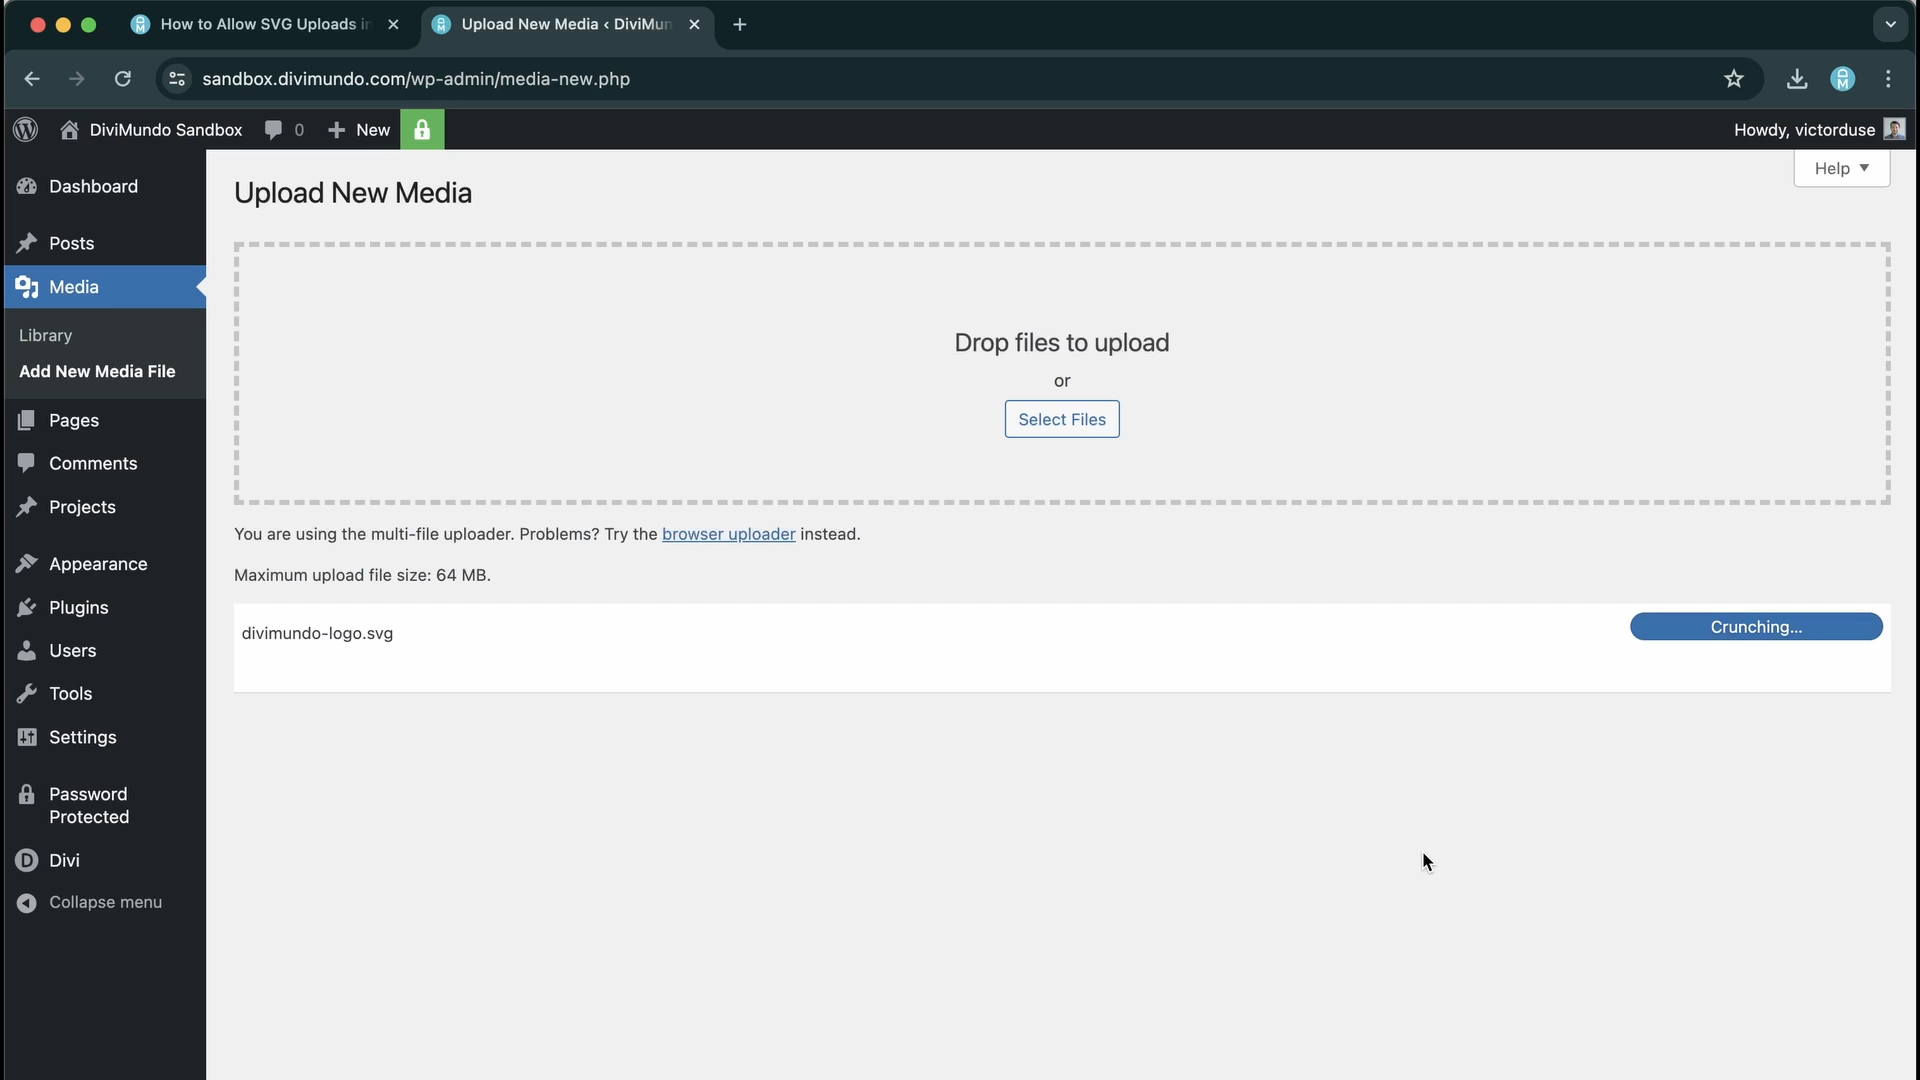 How to Allow SVG Uploads in
Upload New Media ‹ DiviMun
sandbox.divimundo.com/wp-admin/media-new.php
DiviMundo Sandbox
0
New
Howdy, victorduse
Help
Dashboard
Posts
Media
Library
Add New Media File
Pages
Comments
Projects
Appearance
Plugins
Users
Tools
Settings
Password
Protected
Divi
Collapse menu
Upload New Media
Drop files to upload
or
Select Files
You are using the multi-file uploader. Problems? Try the browser uploader instead.
Maximum upload file size: 64 MB.
divimundo-logo.svg
Crunching...